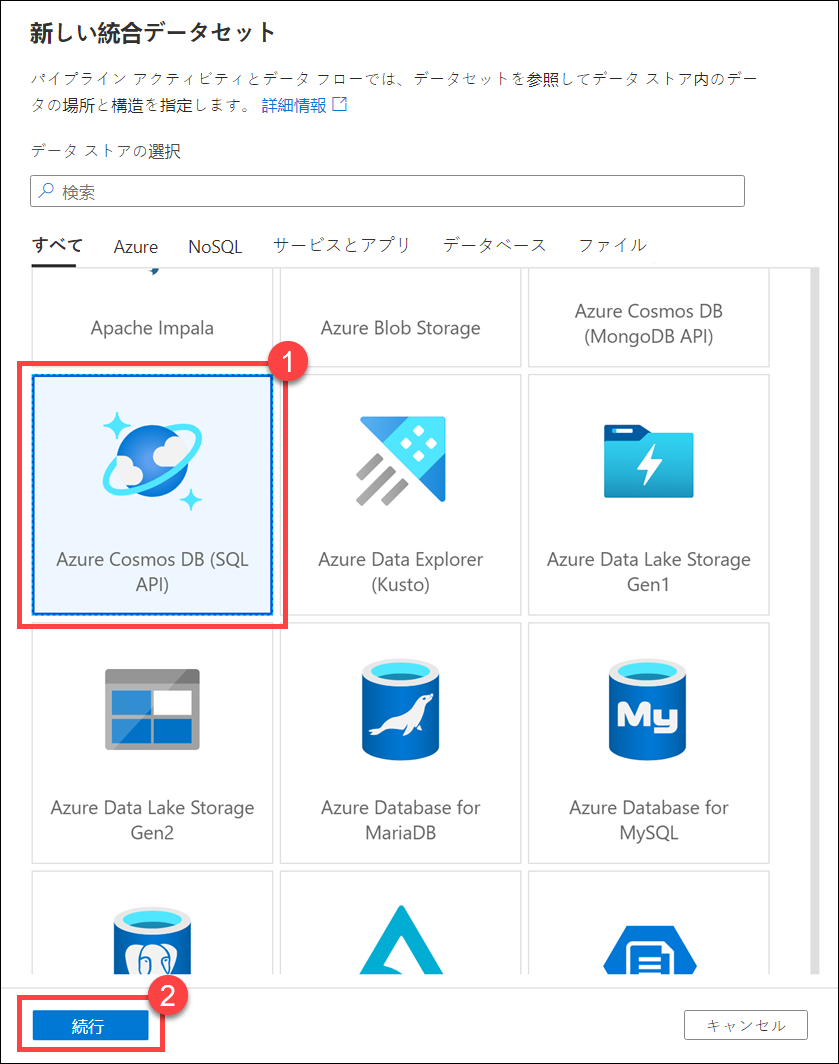 新しい統合データセット
パイプライン アクティビティとデータ フローでは、データセットを参照してデータ ストア内のデー
タの場所と構造を指定します。 詳細情報
データ ストアの選択
検索
すべて Azure NoSQL サービスとアプリ データベース ファイル
Apache Impala
Azure Blob Storage
Azure Cosmos DB
(MongoDB API)
1
Azure Cosmos DB (SQL
API)
Azure Data Explorer
(Kusto)
Azure Data Lake Storage
Gen1
Azure Data Lake Storage
Gen2
Azure Database for
MariaDB
My
Azure Database for
MySQL
2
続行
キャンセル